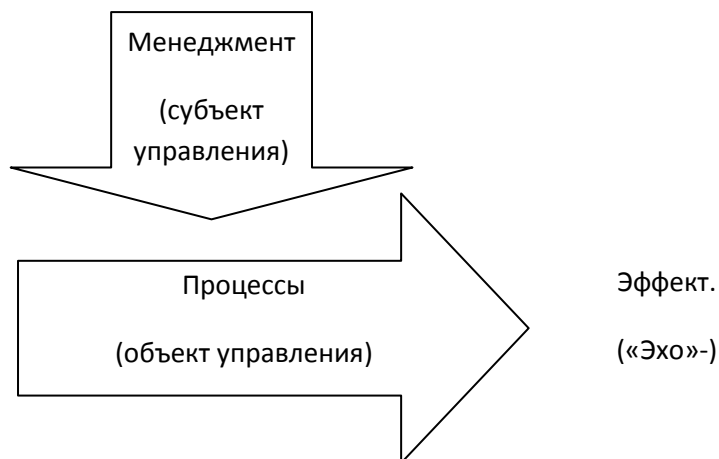 Менеджмент
(субъект
управления)
Процессы
(объект управления)
Эффект.
(«Эхо»-)